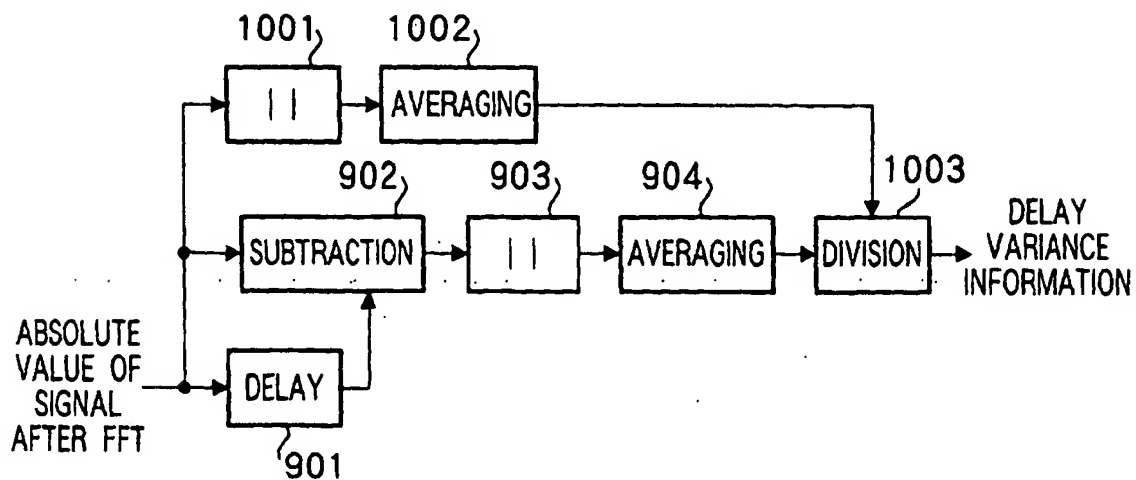 1001
1002
| |
AVERAGING
902
903
904
1003
SUBTRACTION
| |
AVERAGING
DIVISION
DELAY
VARIANCE
INFORMATION
ABSOLUTE
VALUE OF
SIGNAL
AFTER FFT
DELAY
901